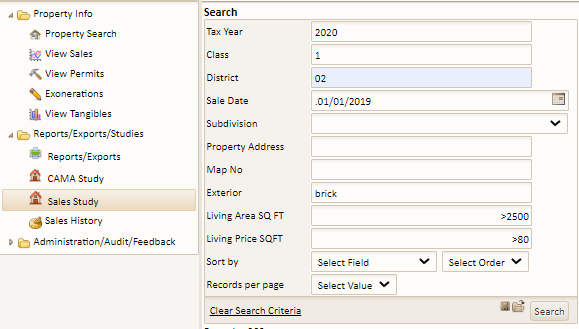 Property Info
Property Search
View Sales
View Permits
Exonerations
View Tangibles
Reports/Exports/Studies
Reports/Exports
CAMA Study
Sales Study
Sales History
Administration/Audit/Feedback
Search
Tax Year 2020
Class 1
District 02
Sale Date .01/01/2019
Subdivision
Property Address
Map No
Exterior brick
Living Area SQ FT >2500
Living Price SQFT >80
Sort by Select Field Select Order
Records per page Select Value
Clear Search Criteria Search